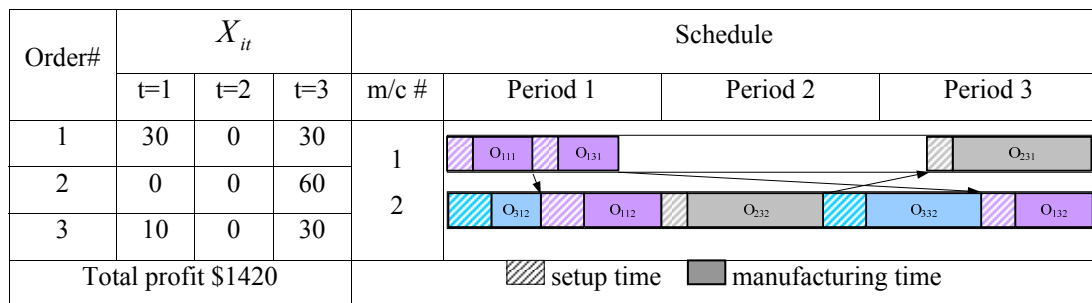 Order# X_it Schedule
t=1 t=2 t=3 m/c # Period 1 Period 2 Period 3
1 30 0 30
2 0 0 60
3 10 0 30
1 O₁₁₁ O₁₃₁ O₂₃₁
2 O₃₁₂ O₁₁₂ O₂₃₂ O₃₃₂ O₁₃₂
Total profit $1420 setup time manufacturing time